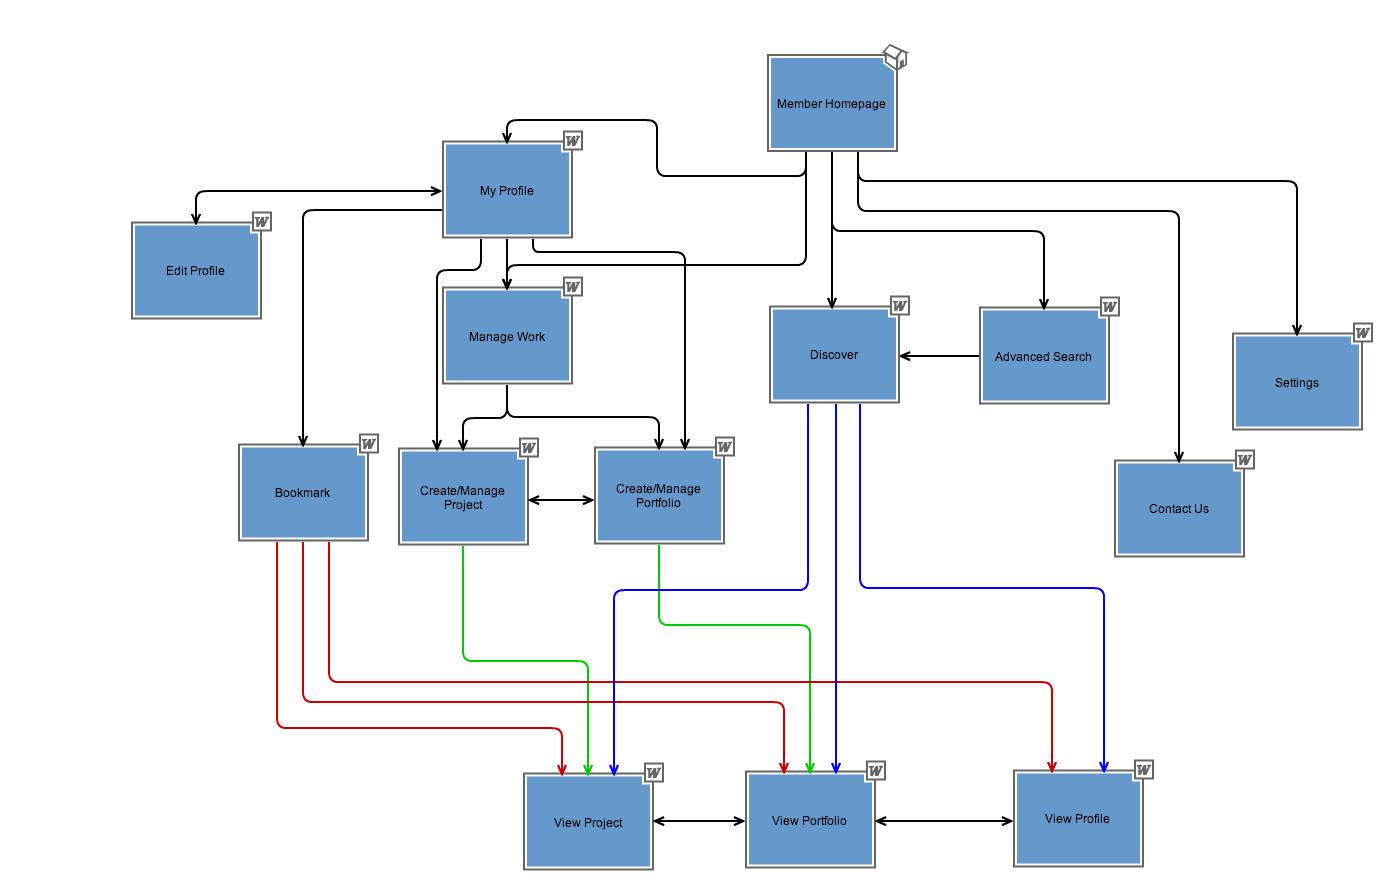 Member Homepage
W
My Profile
W
Edit Profile
W
Manage Work
W
Discover
W
Advanced Search
W
Settings
W
Bookmark
W
Create/Manage
Project
W
Create/Manage
Portfolio
W
Contact Us
W
View Project
W
View Portfolio
W
View Profile